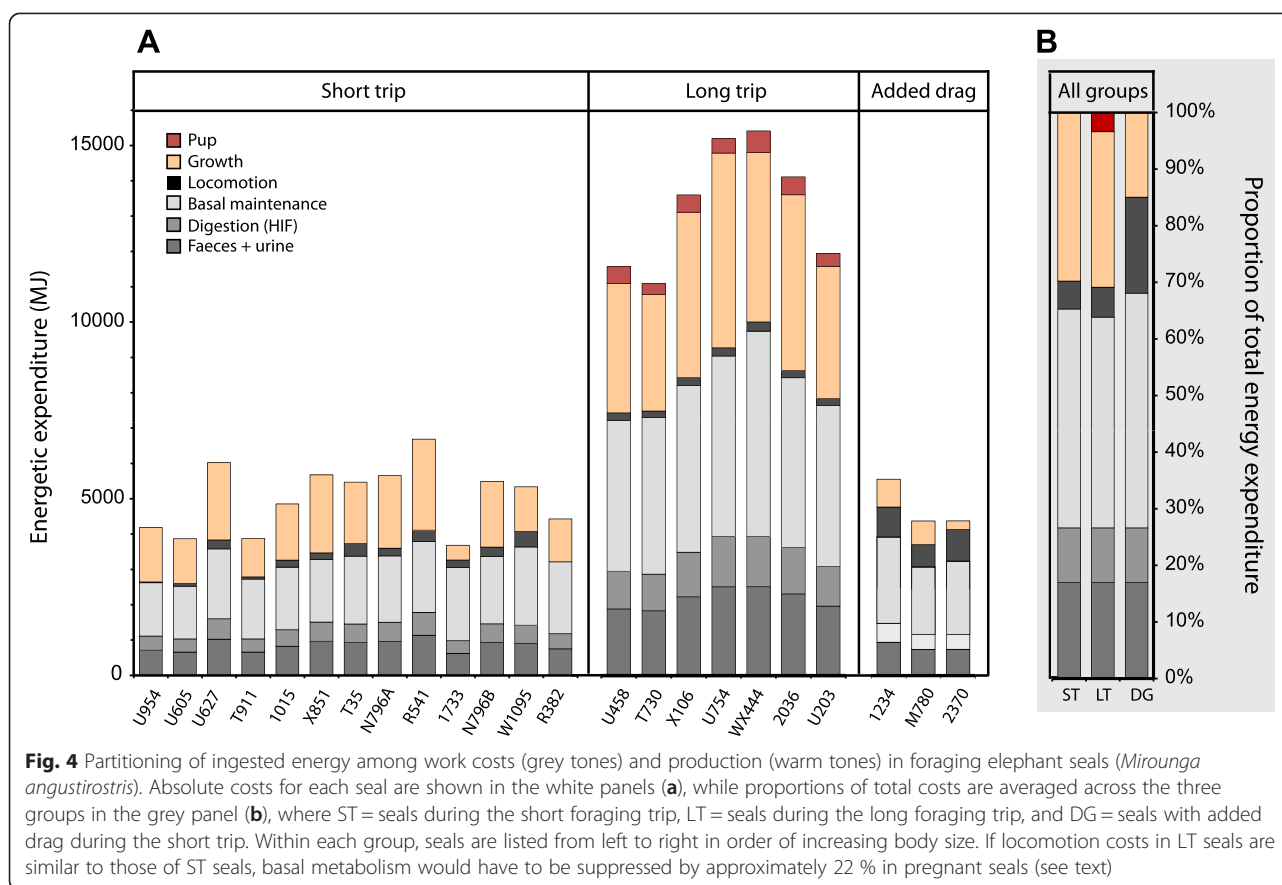 A
B
Short trip
Long trip
Added drag
All groups
Pup
Growth
Locomotion
Basal maintenance
Digestion (HIF)
Faeces + urine
Energetic expenditure (MJ)
15000
10000
5000
0
U954
U605
U627
T911
1015
X851
T35
N796A
R541
1733
N796B
W1095
R382
U458
T730
X106
U754
WX444
2036
U203
1234
M780
2370
100%
90%
80%
70%
60%
50%
40%
30%
20%
10%
0%
Proportion of total energy expenditure
ST
LT
DG
Fig. 4 Partitioning of ingested energy among work costs (grey tones) and production (warm tones) in foraging elephant seals (Mirounga
angustirostris). Absolute costs for each seal are shown in the white panels (a), while proportions of total costs are averaged across the three
groups in the grey panel (b), where ST = seals during the short foraging trip, LT = seals during the long foraging trip, and DG = seals with added
drag during the short trip. Within each group, seals are listed from left to right in order of increasing body size. If locomotion costs in LT seals are
similar to those of ST seals, basal metabolism would have to be suppressed by approximately 22 % in pregnant seals (see text)